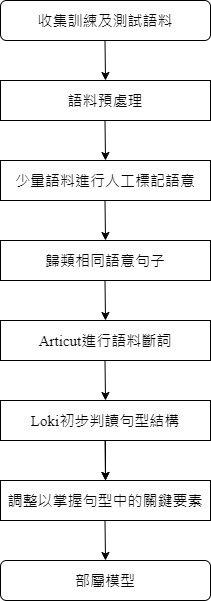 收集訓練及測試語料
語料預處理
少量語料進行人工標記語意
歸類相同語意句子
Articut進行語料斷詞
Loki初步判讀句型結構
調整以掌握句型中的關鍵要素
部屬模型